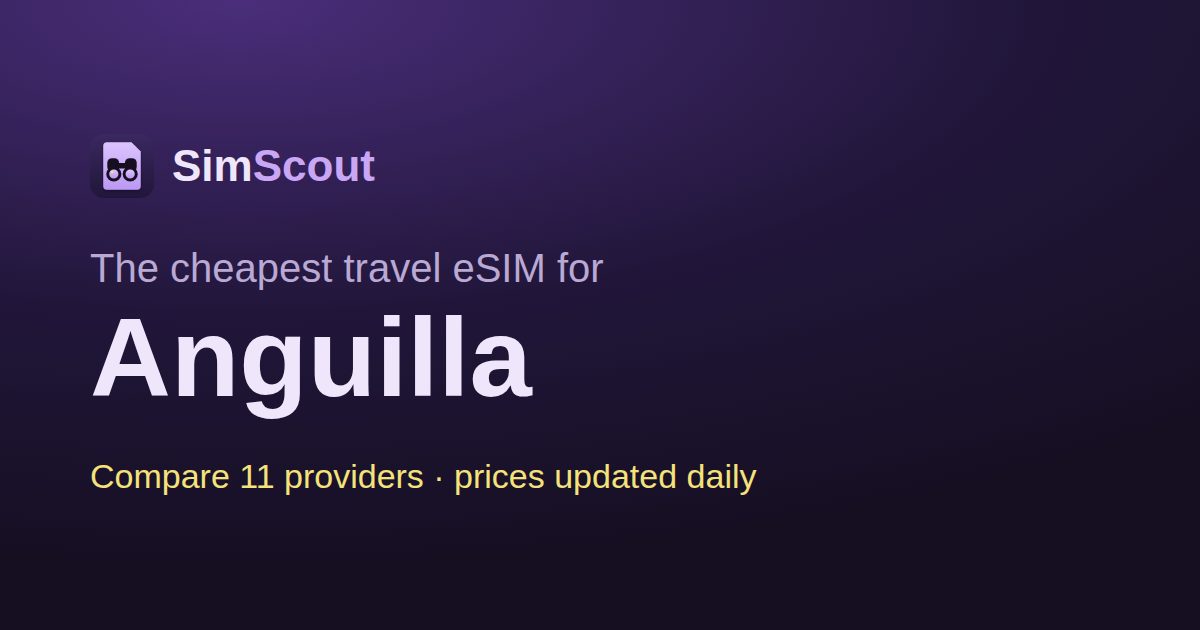 SimScout
The cheapest travel eSIM for
Anguilla
Compare 11 providers · prices updated daily